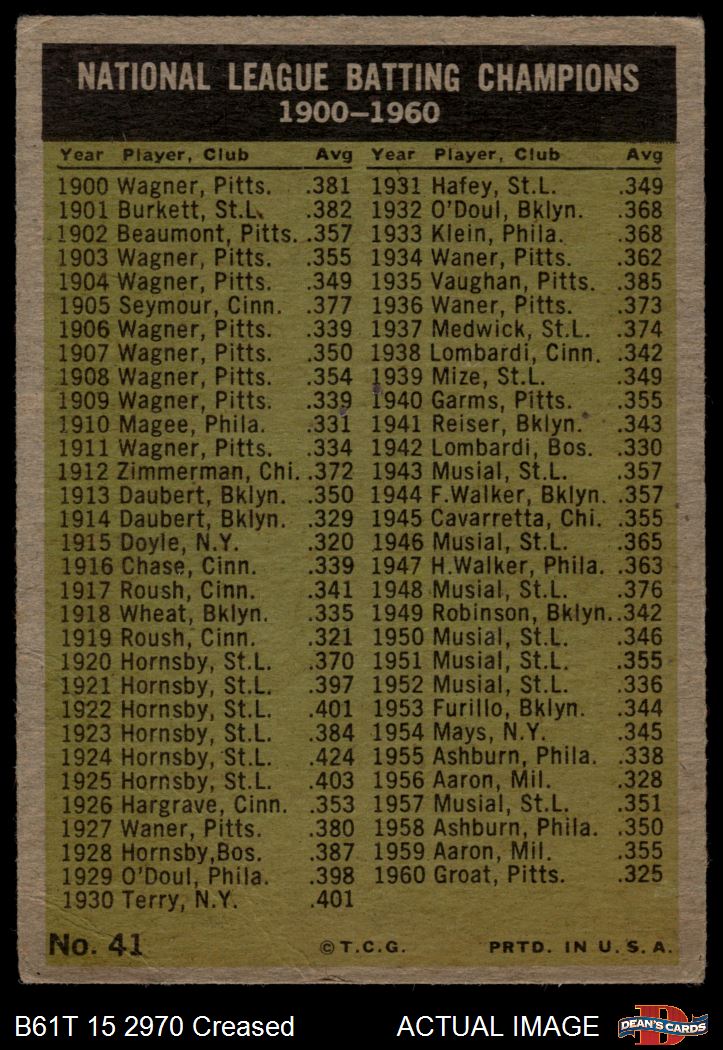 NATIONAL LEAGUE BATTING CHAMPIONS
1900–1960
Year Player, Club Avg
1900 Wagner, Pitts. .381
1901 Burkett, St.L. .382
1902 Beaumont, Pitts. .357
1903 Wagner, Pitts. .355
1904 Wagner, Pitts. .349
1905 Seymour, Cinn. .377
1906 Wagner, Pitts. .339
1907 Wagner, Pitts. .350
1908 Wagner, Pitts. .354
1909 Wagner, Pitts. .339
1910 Magee, Phila. .331
1911 Wagner, Pitts. .334
1912 Zimmerman, Chi. .372
1913 Daubert, Bklyn. .350
1914 Daubert, Bklyn. .329
1915 Doyle, N.Y. .320
1916 Chase, Cinn. .339
1917 Roush, Cinn. .341
1918 Wheat, Bklyn. .335
1919 Roush, Cinn. .321
1920 Hornsby, St.L. .370
1921 Hornsby, St.L. .397
1922 Hornsby, St.L. .401
1923 Hornsby, St.L. .384
1924 Hornsby, St.L. .424
1925 Hornsby, St.L. .403
1926 Hargrave, Cinn. .353
1927 Waner, Pitts. .380
1928 Hornsby,Bos. .387
1929 O'Doul, Phila. .398
1930 Terry, N.Y. .401
Year Player, Club Avg
1931 Hafey, St.L. .349
1932 O'Doul, Bklyn. .368
1933 Klein, Phila. .368
1934 Waner, Pitts. .362
1935 Vaughan, Pitts. .385
1936 Waner, Pitts. .373
1937 Medwick, St.L. .374
1938 Lombardi, Cinn. .342
1939 Mize, St.L. .349
1940 Garms, Pitts. .355
1941 Reiser, Bklyn. .343
1942 Lombardi, Bos. .330
1943 Musial, St.L. .357
1944 F.Walker, Bklyn. .357
1945 Cavarretta, Chi. .355
1946 Musial, St.L. .365
1947 H.Walker, Phila. .363
1948 Musial, St.L. .376
1949 Robinson, Bklyn. .342
1950 Musial, St.L. .346
1951 Musial, St.L. .355
1952 Musial, St.L. .336
1953 Furillo, Bklyn. .344
1954 Mays, N.Y. .345
1955 Ashburn, Phila. .338
1956 Aaron, Mil. .328
1957 Musial, St.L. .351
1958 Ashburn, Phila. .350
1959 Aaron, Mil. .355
1960 Groat, Pitts. .325
No. 41 © T.C.G. PRTD. IN U.S.A.
B61T 15 2970 Creased ACTUAL IMAGE D DEAN'S CARDS